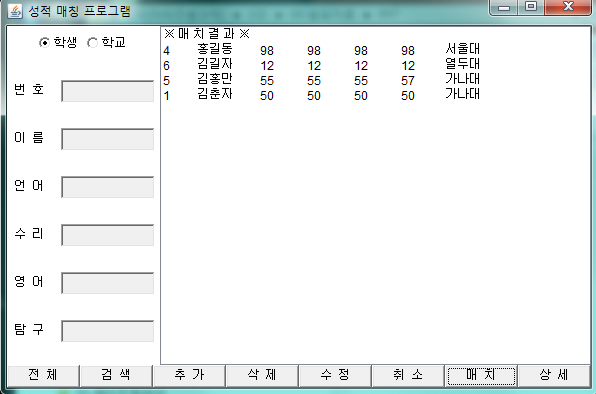 성적 매칭 프로그램
학생 학교
번 호
이 름
언 어
수 리
영 어
탐 구
※ 매 치 결 과 ※
4 홍길동 98 98 98 98 서울대
6 김길자 12 12 12 12 열두대
5 김홍만 55 55 55 57 가나대
1 김춘자 50 50 50 50 가나대
전 체 검 색 추 가 삭 제 수 정 취 소 매 치 상 세